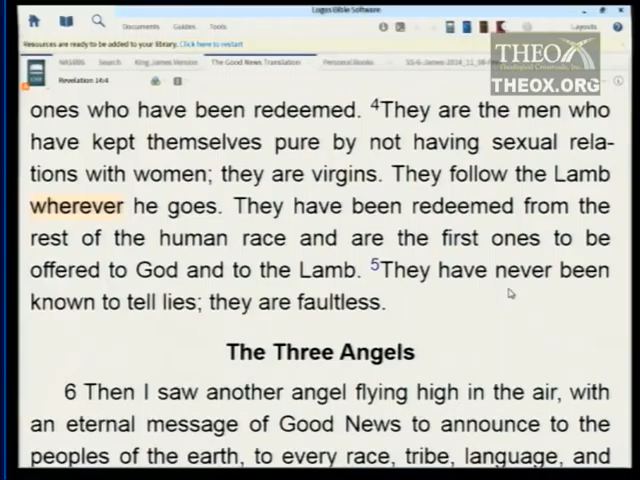 Logos Bible Software
Documents Guides Tools Layouts
Resources are ready to be added to your library. Click here to restart
NASB95 Search King James Version The Good News Translation Personal Books
Revelation 14:4
THEOX
THEOX.ORG
ones who have been redeemed. 4They are the men who
have kept themselves pure by not having sexual rela-
tions with women; they are virgins. They follow the Lamb
wherever he goes. They have been redeemed from the
rest of the human race and are the first ones to be
offered to God and to the Lamb. 5They have never been
known to tell lies; they are faultless.
The Three Angels
6 Then I saw another angel flying high in the air, with
an eternal message of Good News to announce to the
peoples of the earth, to every race, tribe, language, and